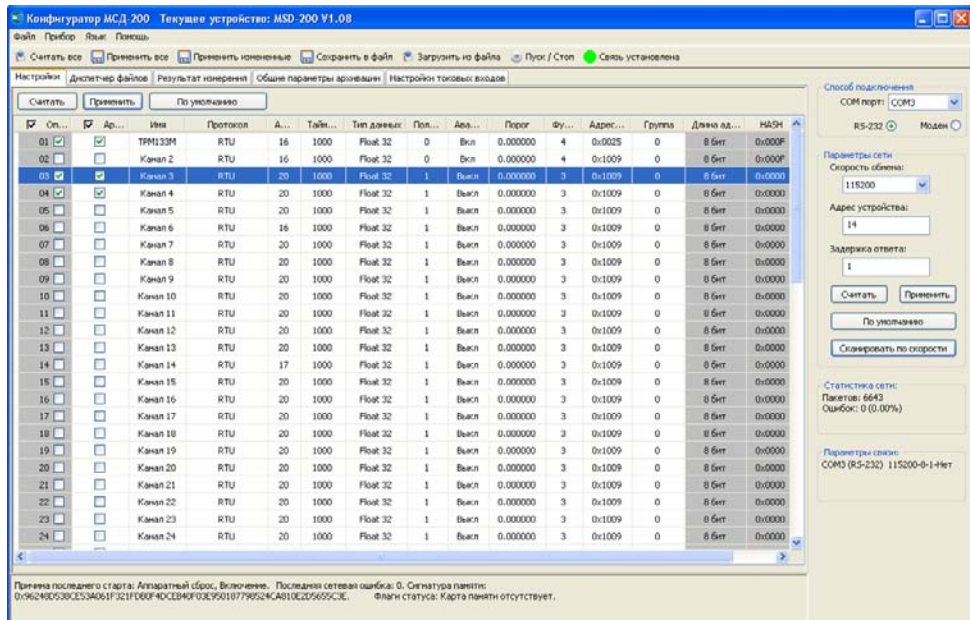 Конфигуратор МСД-200 Текущее устройство: MSD-200 V1.08
Файл Прибор Язык Помощь
Считать все Применить все Применить измененные Сохранить в файл Загрузить из файла Пуск / Стоп Связь установлена
Настройки Диспетчер файлов Результат измерения Общие параметры архивации Настройки токовых входов
Считать Применить По умолчанию
Оп... Ар... Имя Протокол А... Тайм... Тип данных Пол... Ава... Порог Фу... Адрес... Группа Длина ад... HASH
01 ТРМ133М RTU 16 1000 Float 32 0 Вкл 0.000000 4 0x0025 0 8 бит 0x000F
02 Канал 2 RTU 16 1000 Float 32 0 Вкл 0.000000 4 0x1009 0 8 бит 0x000F
03 Канал 3 RTU 20 1000 Float 32 1 Выкл 0.000000 3 0x1009 0 8 бит 0x0000
04 Канал 4 RTU 20 1000 Float 32 1 Выкл 0.000000 3 0x1009 0 8 бит 0x0000
05 Канал 5 RTU 20 1000 Float 32 1 Выкл 0.000000 3 0x1009 0 8 бит 0x0000
06 Канал 6 RTU 16 1000 Float 32 1 Выкл 0.000000 3 0x1009 0 8 бит 0x0000
07 Канал 7 RTU 20 1000 Float 32 1 Выкл 0.000000 3 0x1009 0 8 бит 0x0000
08 Канал 8 RTU 20 1000 Float 32 1 Выкл 0.000000 3 0x1009 0 8 бит 0x0000
09 Канал 9 RTU 20 1000 Float 32 1 Выкл 0.000000 3 0x1009 0 8 бит 0x0000
10 Канал 10 RTU 20 1000 Float 32 1 Выкл 0.000000 3 0x1009 0 8 бит 0x0000
11 Канал 11 RTU 20 1000 Float 32 1 Выкл 0.000000 3 0x1009 0 8 бит 0x0000
12 Канал 12 RTU 20 1000 Float 32 1 Выкл 0.000000 3 0x1009 0 8 бит 0x0000
13 Канал 13 RTU 20 1000 Float 32 1 Выкл 0.000000 3 0x1009 0 8 бит 0x0000
14 Канал 14 RTU 17 1000 Float 32 1 Выкл 0.000000 3 0x1009 0 8 бит 0x0000
15 Канал 15 RTU 20 1000 Float 32 1 Выкл 0.000000 3 0x1009 0 8 бит 0x0000
16 Канал 16 RTU 20 1000 Float 32 1 Выкл 0.000000 3 0x1009 0 8 бит 0x0000
17 Канал 17 RTU 20 1000 Float 32 1 Выкл 0.000000 3 0x1009 0 8 бит 0x0000
18 Канал 18 RTU 20 1000 Float 32 1 Выкл 0.000000 3 0x1009 0 8 бит 0x0000
19 Канал 19 RTU 20 1000 Float 32 1 Выкл 0.000000 3 0x1009 0 8 бит 0x0000
20 Канал 20 RTU 20 1000 Float 32 1 Выкл 0.000000 3 0x1009 0 8 бит 0x0000
21 Канал 21 RTU 20 1000 Float 32 1 Выкл 0.000000 3 0x1009 0 8 бит 0x0000
22 Канал 22 RTU 20 1000 Float 32 1 Выкл 0.000000 3 0x1009 0 8 бит 0x0000
23 Канал 23 RTU 20 1000 Float 32 1 Выкл 0.000000 3 0x1009 0 8 бит 0x0000
24 Канал 24 RTU 20 1000 Float 32 1 Выкл 0.000000 3 0x1009 0 8 бит 0x0000
Причина последнего старта: Аппаратный сброс, Включение. Последняя сетевая ошибка: 0. Сигнатура памяти:
Флаги статуса: Карта памяти отсутствует.
Способ подключения
COM порт: COM3
RS-232 Модем
Параметры сети
Скорость обмена:
115200
Адрес устройства:
14
Задержка ответа:
1
Считать Применить
По умолчанию
Сканировать по скорости
Статистика сети:
Пакетов: 6643
Ошибок: 0 (0.00%)
Параметры связи:
COM3 (RS-232) 115200-8-1-Нет